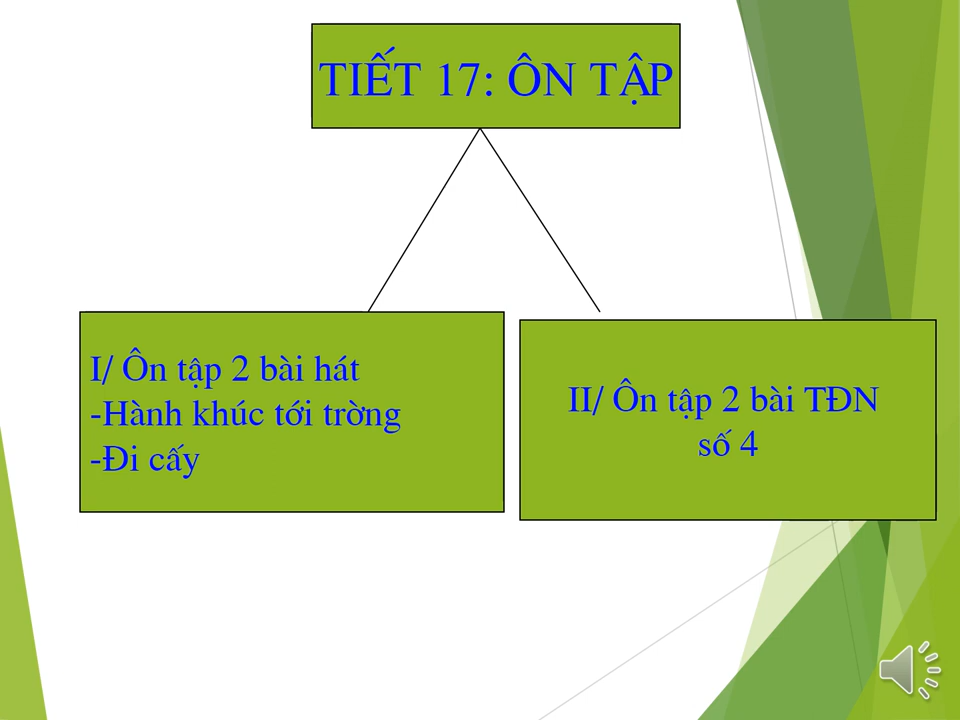 TIẾT 17: ÔN TẬP
I/ Ôn tập 2 bài hát
-Hành khúc tới tròng
-Đi cấy
II/ Ôn tập 2 bài TĐN
số 4